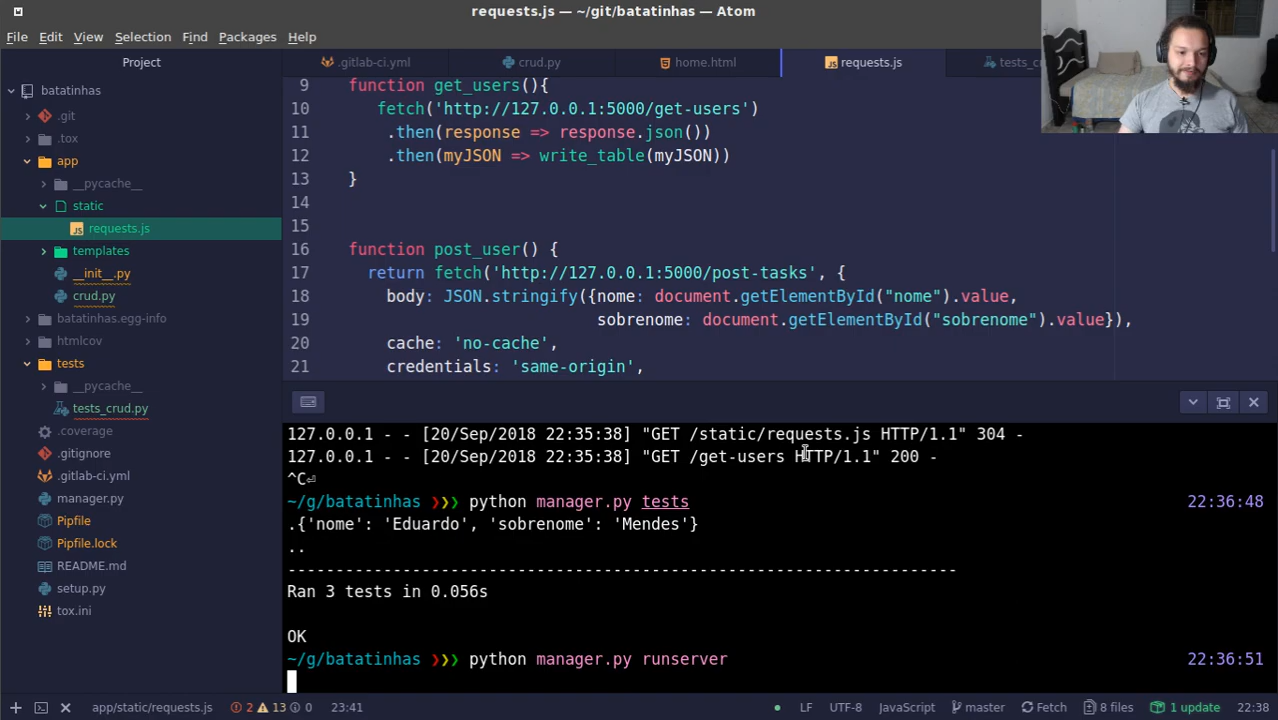 requests.js — ~/git/batatinhas — Atom
File Edit View Selection Find Packages Help
Project
.gitlab-ci.yml
crud.py
home.html
requests.js
batatinhas
.git
.tox
app
__pycache__
static
requests.js
templates
__init__.py
crud.py
batatinhas.egg-info
htmlcov
tests
__pycache__
tests_crud.py
.coverage
.gitignore
.gitlab-ci.yml
manager.py
Pipfile
Pipfile.lock
README.md
setup.py
tox.ini
9 function get_users(){
10 fetch('http://127.0.0.1:5000/get-users')
11 .then(response => response.json())
12 .then(myJSON => write_table(myJSON))
13 }
14
15
16 function post_user() {
17 return fetch('http://127.0.0.1:5000/post-tasks', {
18 body: JSON.stringify({nome: document.getElementById("nome").value,
19 sobrenome: document.getElementById("sobrenome").value}),
20 cache: 'no-cache',
21 credentials: 'same-origin',
127.0.0.1 - - [20/Sep/2018 22:35:38] "GET /static/requests.js HTTP/1.1" 304 -
127.0.0.1 - - [20/Sep/2018 22:35:38] "GET /get-users HTTP/1.1" 200 -
^C⏎
~/g/batatinhas ❯❯❯ python manager.py tests 22:36:48
.{'nome': 'Eduardo', 'sobrenome': 'Mendes'}
..
----------------------------------------------------------------------
Ran 3 tests in 0.056s
OK
~/g/batatinhas ❯❯❯ python manager.py runserver 22:36:51
2 13 0 app/static/requests.js 23:41 LF UTF-8 JavaScript master Fetch 8 files 1 update 22:38